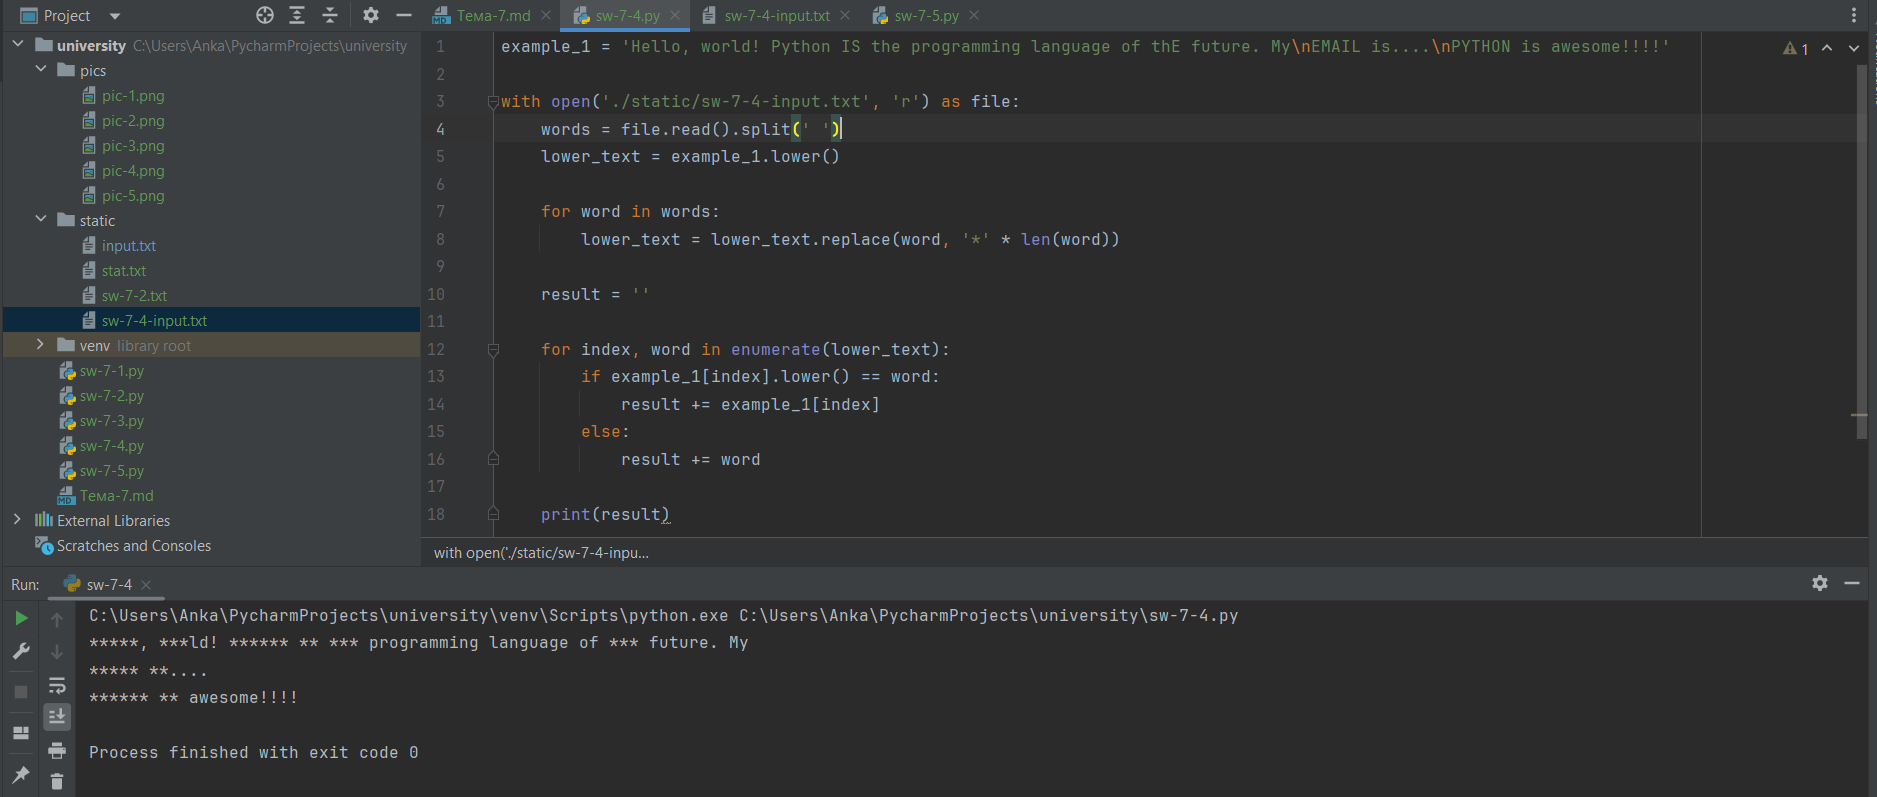 Project
Тема-7.md
sw-7-4.py
sw-7-4-input.txt
sw-7-5.py
university C:\Users\Anka\PycharmProjects\university
pics
pic-1.png
pic-2.png
pic-3.png
pic-4.png
pic-5.png
static
input.txt
stat.txt
sw-7-2.txt
sw-7-4-input.txt
venv library root
sw-7-1.py
sw-7-2.py
sw-7-3.py
sw-7-4.py
sw-7-5.py
Тема-7.md
External Libraries
Scratches and Consoles
1 example_1 = 'Hello, world! Python IS the programming language of thE future. My\nEMAIL is....\nPYTHON is awesome!!!!'
1
2
3 with open('./static/sw-7-4-input.txt', 'r') as file:
4 words = file.read().split(' ')
5 lower_text = example_1.lower()
6
7 for word in words:
8 lower_text = lower_text.replace(word, '*' * len(word))
9
10 result = ''
11
12 for index, word in enumerate(lower_text):
13 if example_1[index].lower() == word:
14 result += example_1[index]
15 else:
16 result += word
17
18 print(result)
with open('./static/sw-7-4-inpu...
Run: sw-7-4
C:\Users\Anka\PycharmProjects\university\venv\Scripts\python.exe C:\Users\Anka\PycharmProjects\university\sw-7-4.py
*****, ***ld! ****** ** *** programming language of *** future. My
***** **....
****** ** awesome!!!!
Process finished with exit code 0